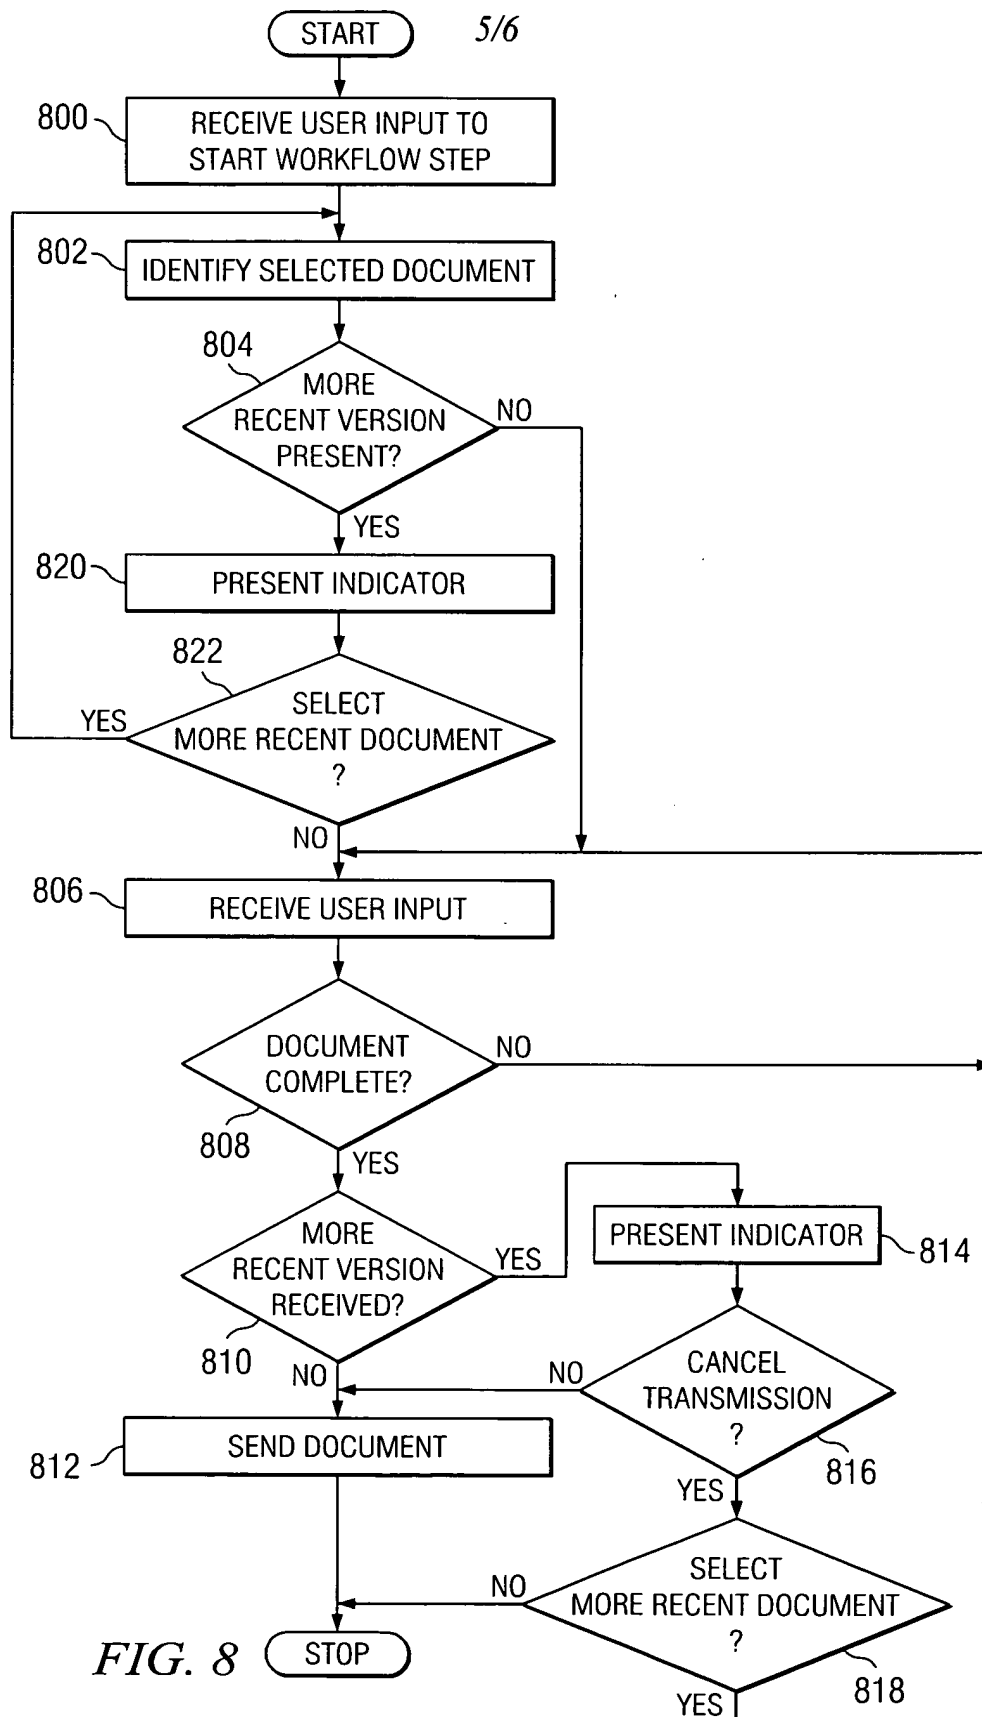 START
5/6
800
RECEIVE USER INPUT TO
START WORKFLOW STEP
802
IDENTIFY SELECTED DOCUMENT
804
MORE
RECENT VERSION
PRESENT?
NO
YES
820
PRESENT INDICATOR
822
SELECT
MORE RECENT DOCUMENT
?
YES
NO
806
RECEIVE USER INPUT
DOCUMENT
COMPLETE?
NO
808
YES
MORE
RECENT VERSION
RECEIVED?
YES
810
NO
PRESENT INDICATOR
814
CANCEL
TRANSMISSION
?
NO
816
YES
812
SEND DOCUMENT
SELECT
MORE RECENT DOCUMENT
?
NO
818
YES
STOP
FIG. 8